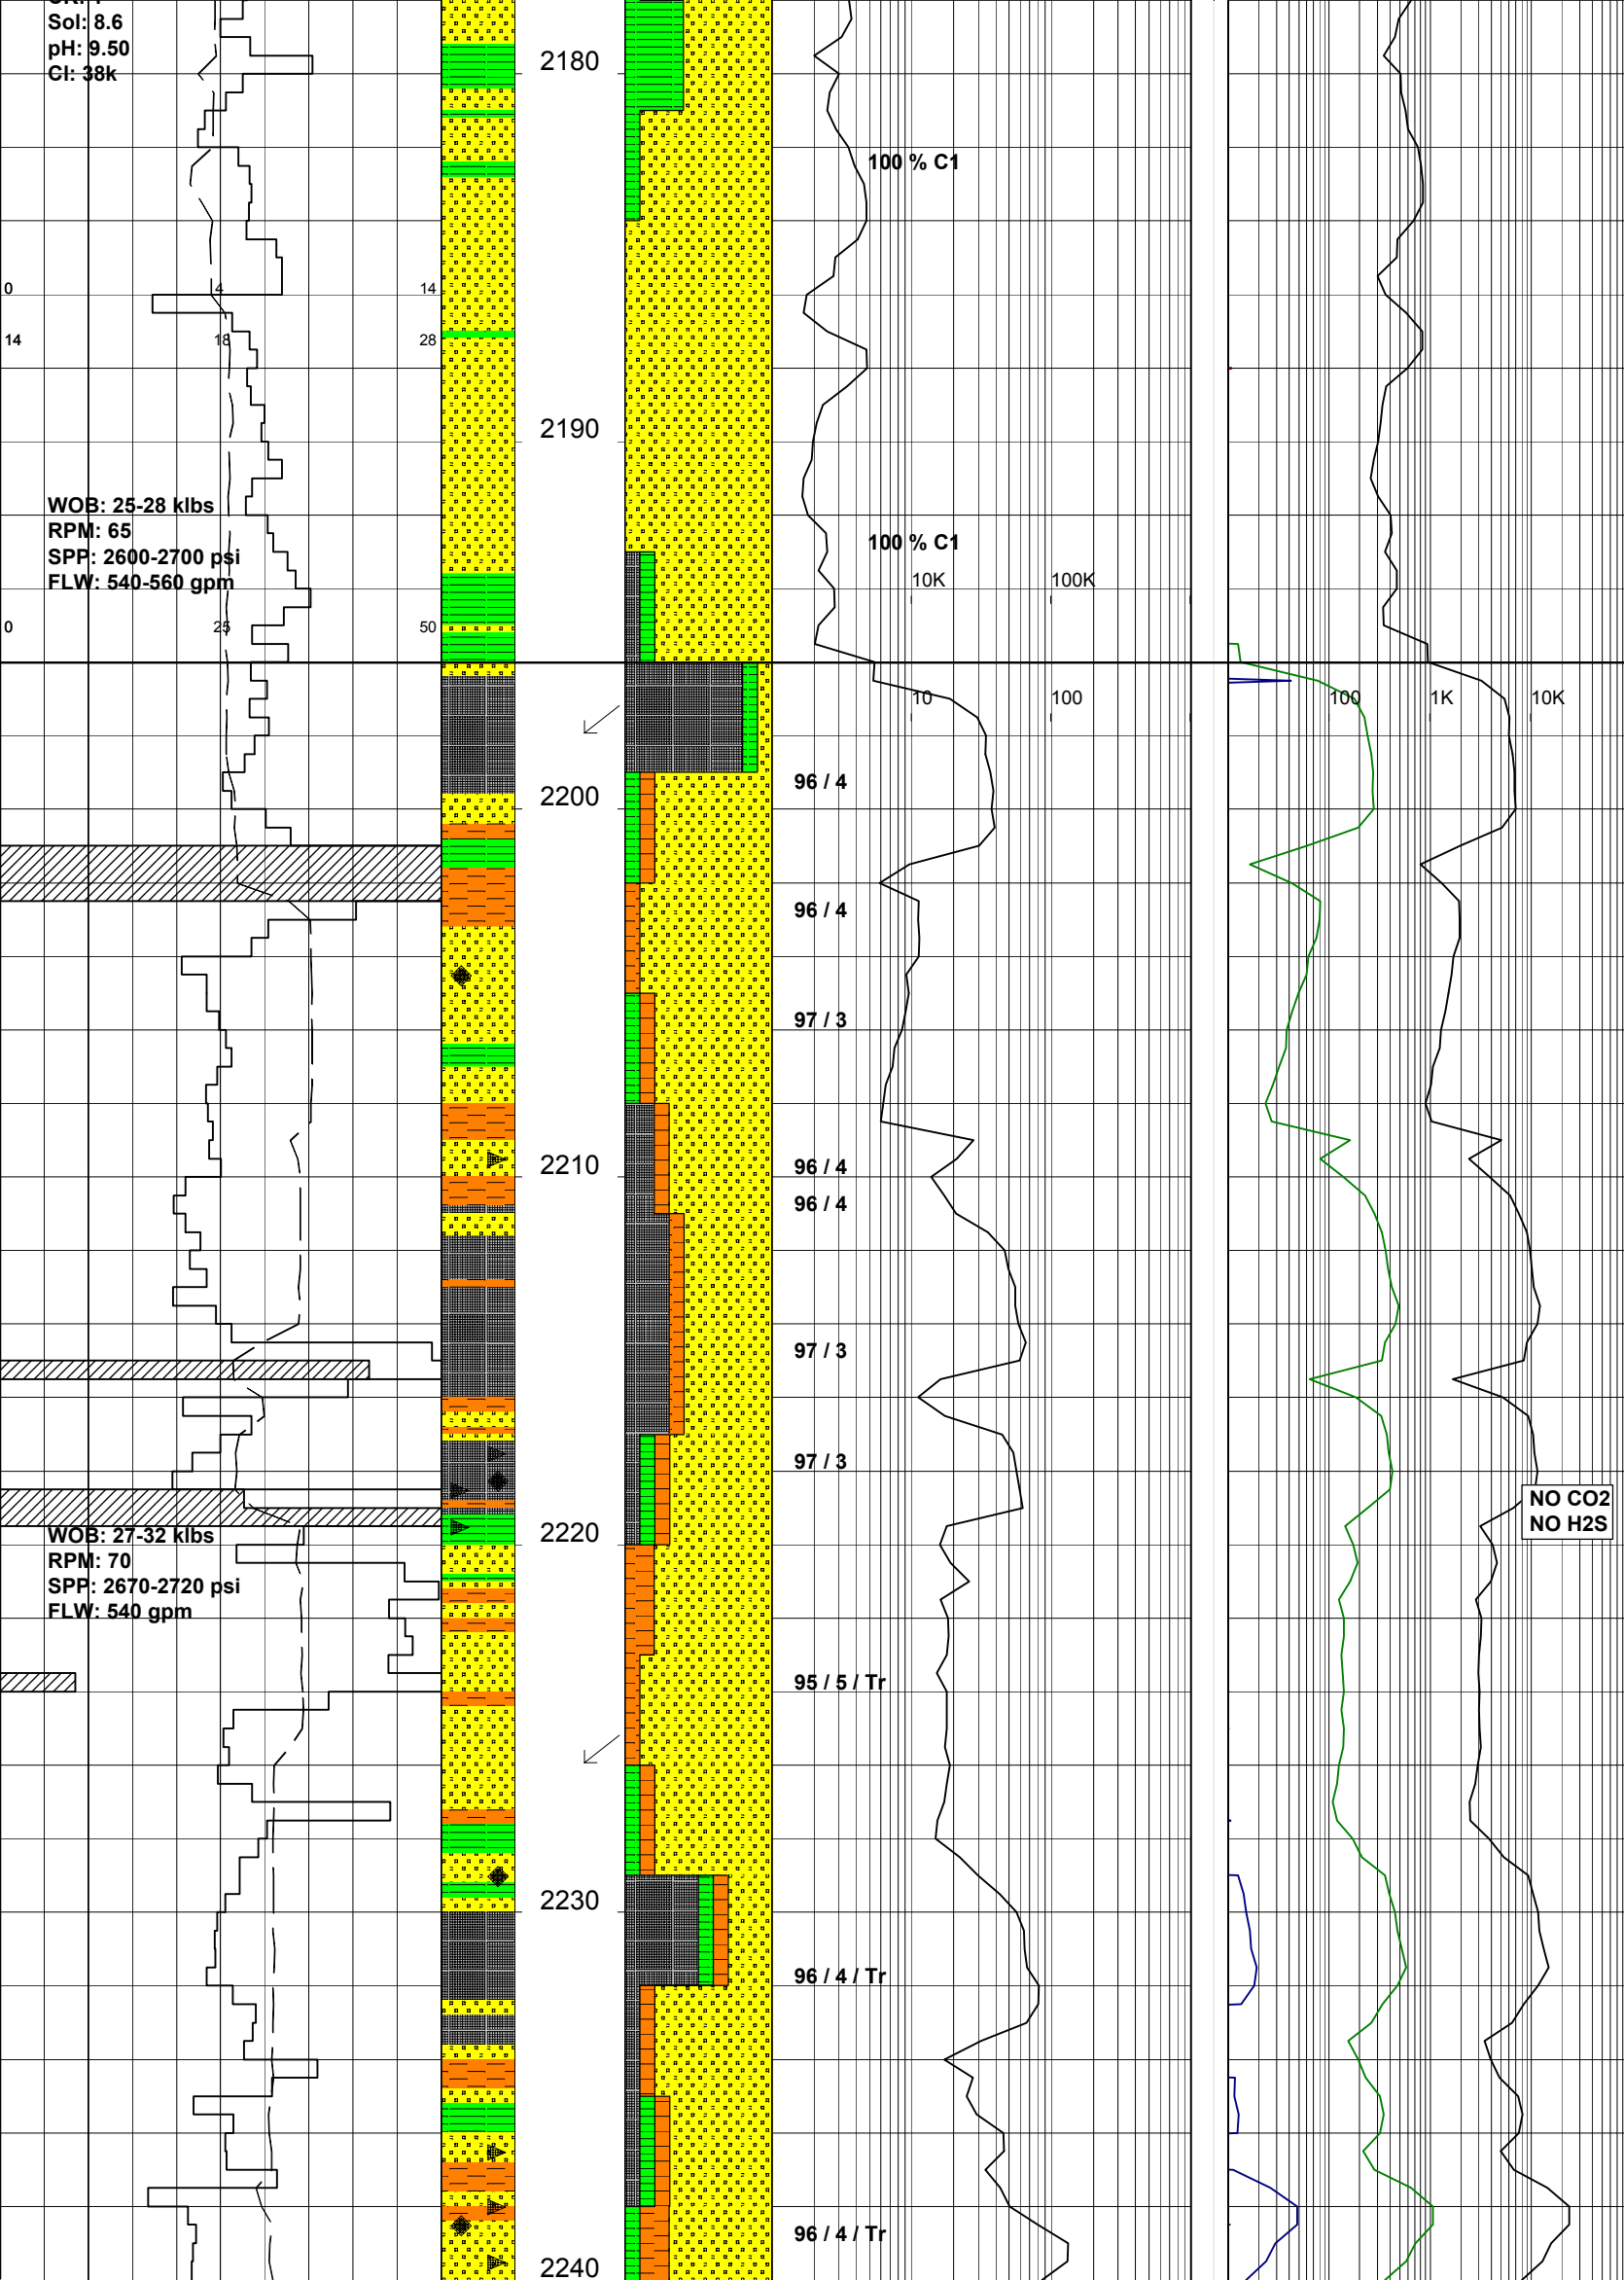 Sol: 8.6
pH: 9.50
Cl: 38k
2180
100 % C1
0 4 14
14 18 28
2190
WOB: 25-28 klbs
RPM: 65
SPP: 2600-2700 psi
FLW: 540-560 gpm
100 % C1
10K 100K
0 25 50
10 100
100 1K 10K
96 / 4
2200
96 / 4
97 / 3
2210
96 / 4
96 / 4
97 / 3
97 / 3
NO CO2
NO H2S
2220
WOB: 27-32 klbs
RPM: 70
SPP: 2670-2720 psi
FLW: 540 gpm
95 / 5 / Tr
2230
96 / 4 / Tr
96 / 4 / Tr
2240